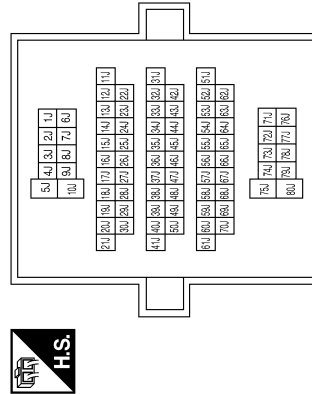 H.S.
5J 4J 3J 2J 1J
10J 9J 8J 7J 6J
21J 20J 19J 18J 17J 16J 15J 14J 13J 12J 11J
30J 29J 28J 27J 26J 25J 24J 23J 22J
41J 40J 39J 38J 37J 36J 35J 34J 33J 32J 31J
50J 49J 48J 47J 46J 45J 44J 43J 42J
61J 60J 59J 58J 57J 56J 55J 54J 53J 52J 51J
70J 69J 68J 67J 66J 65J 64J 63J 62J
75J 74J 73J 72J 71J
80J 79J 78J 77J 76J